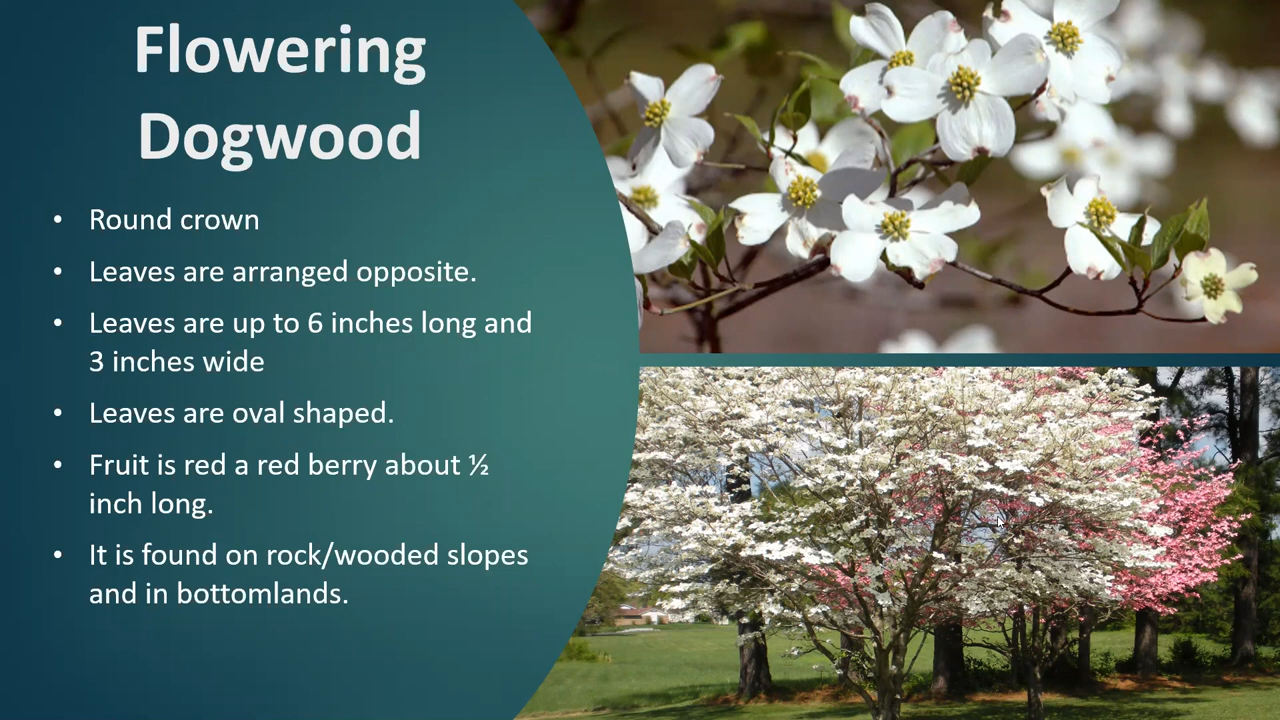 Flowering
Dogwood
• Round crown
• Leaves are arranged opposite.
• Leaves are up to 6 inches long and
3 inches wide
• Leaves are oval shaped.
• Fruit is red a red berry about ½
inch long.
• It is found on rock/wooded slopes
and in bottomlands.